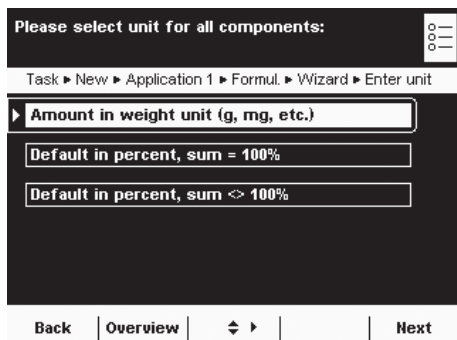 Please select unit for all components:
Task ▸ New ▸ Application 1 ▸ Formul. ▸ Wizard ▸ Enter unit
Amount in weight unit (g, mg, etc.)
Default in percent, sum = 100%
Default in percent, sum <> 100%
Back Overview Next